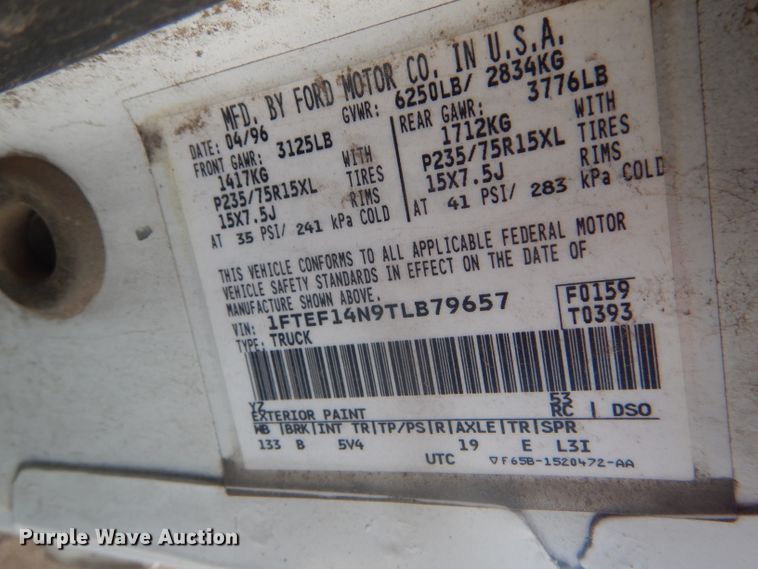 MFD. BY FORD MOTOR CO. IN U.S.A.
DATE: 04/96 GVWR: 6250LB/ 2834KG
FRONT GAWR: 3125LB REAR GAWR: 3776LB
1417KG WITH 1712KG WITH
P235/75R15XL TIRES P235/75R15XL TIRES
15X7.5J RIMS 15X7.5J RIMS
AT 35 PSI/ 241 kPa COLD AT 41 PSI/ 283 kPa COLD
THIS VEHICLE CONFORMS TO ALL APPLICABLE FEDERAL MOTOR
VEHICLE SAFETY STANDARDS IN EFFECT ON THE DATE OF
MANUFACTURE SHOWN ABOVE.
VIN: 1FTEF14N9TLB79657 F0159
TYPE: TRUCK T0393
YZ 53
EXTERIOR PAINT RC DSO
WB BRK INT TR TP/PS R AXLE TR SPR
133 B 5V4 19 E L3I
UTC ▽F65B-1520472-AA
Purple Wave Auction